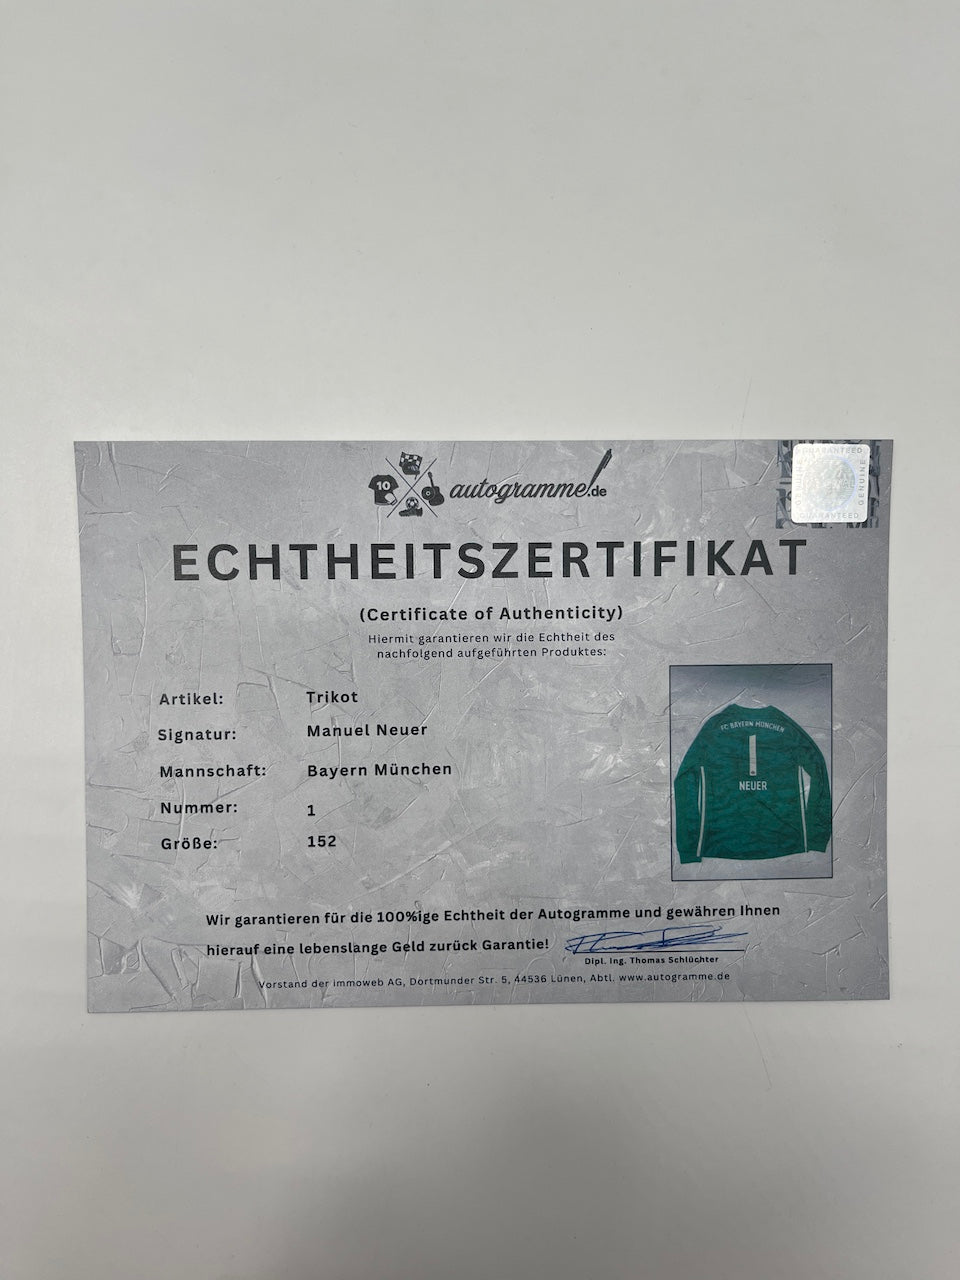 10
autogramme.de
GUARANTEED
GENUINE
GENUINE
GUARANTEED
ECHTHEITSZERTIFIKAT
(Certificate of Authenticity)
Hiermit garantieren wir die Echtheit des
nachfolgend aufgeführten Produktes:
Artikel: Trikot
Signatur: Manuel Neuer
Mannschaft: Bayern München
Nummer: 1
Größe: 152
FC BAYERN MÜNCHEN
1
NEUER
Wir garantieren für die 100%ige Echtheit der Autogramme und gewähren Ihnen
hierauf eine lebenslange Geld zurück Garantie!
Dipl. Ing. Thomas Schlüchter
Vorstand der immoweb AG, Dortmunder Str. 5, 44536 Lünen, Abtl. www.autogramme.de